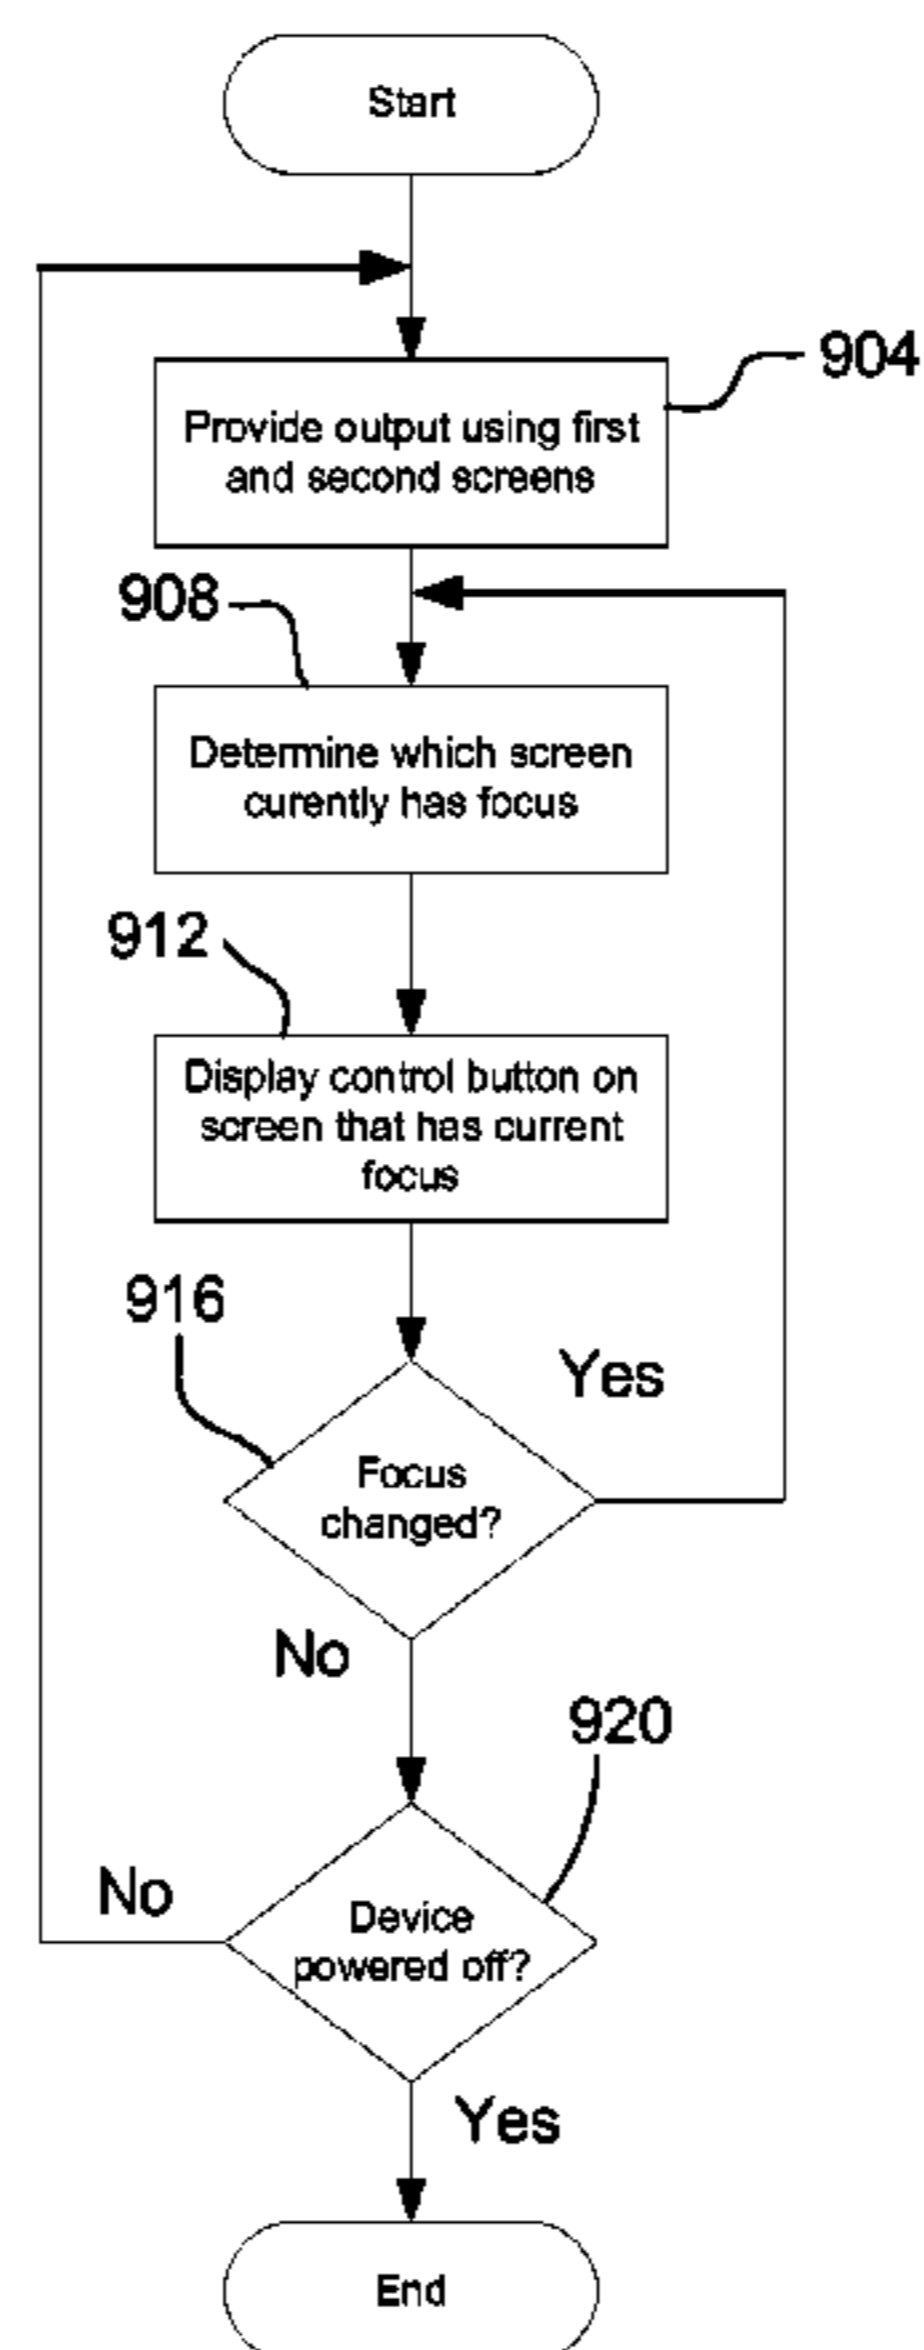 Start
904
Provide output using first
and second screens
908
Determine which screen
curently has focus
912
Display control button on
screen that has current
focus
916
Yes
Focus
changed?
No
920
No
Device
powered off?
Yes
End